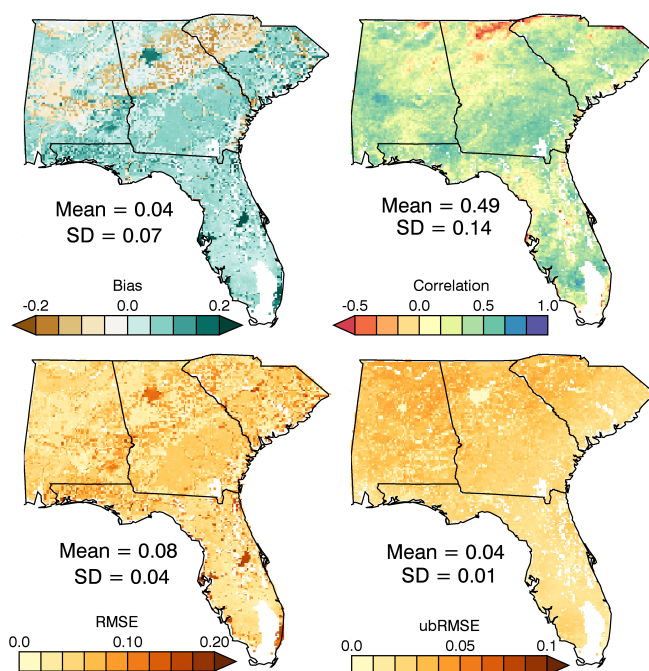 Mean = 0.04
SD = 0.07
Bias
-0.2 0.0 0.2
Mean = 0.49
SD = 0.14
Correlation
-0.5 0.0 0.5 1.0
Mean = 0.08
SD = 0.04
RMSE
0.0 0.10 0.20
Mean = 0.04
SD = 0.01
ubRMSE
0.0 0.05 0.1